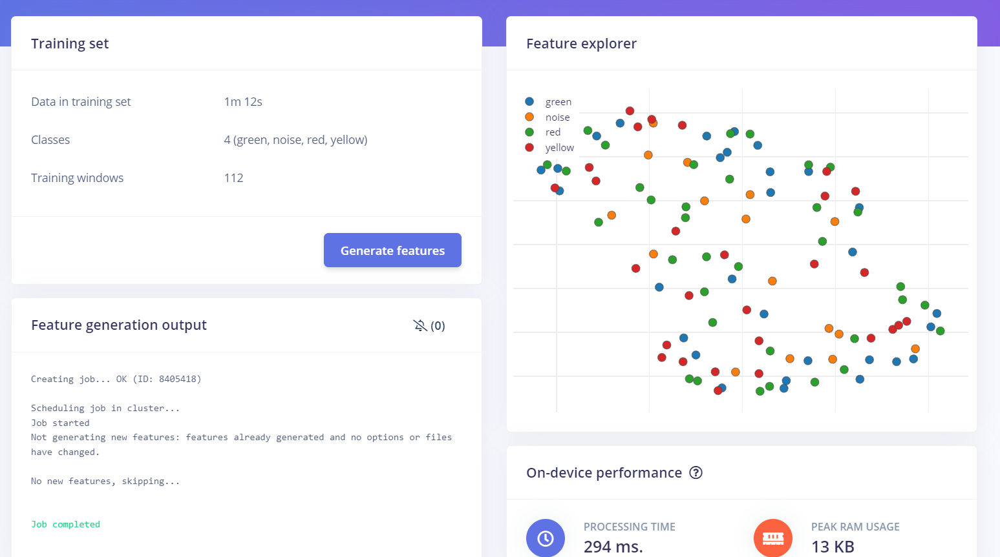 Training set
Data in training set 1m 12s
Classes 4 (green, noise, red, yellow)
Training windows 112
Generate features
Feature generation output (0)
Creating job... OK (ID: 8405418)
Scheduling job in cluster...
Job started
Not generating new features: features already generated and no options or files
have changed.
No new features, skipping...
Job completed
Feature explorer
green
noise
red
yellow
On-device performance ?
PROCESSING TIME
294 ms.
PEAK RAM USAGE
13 KB